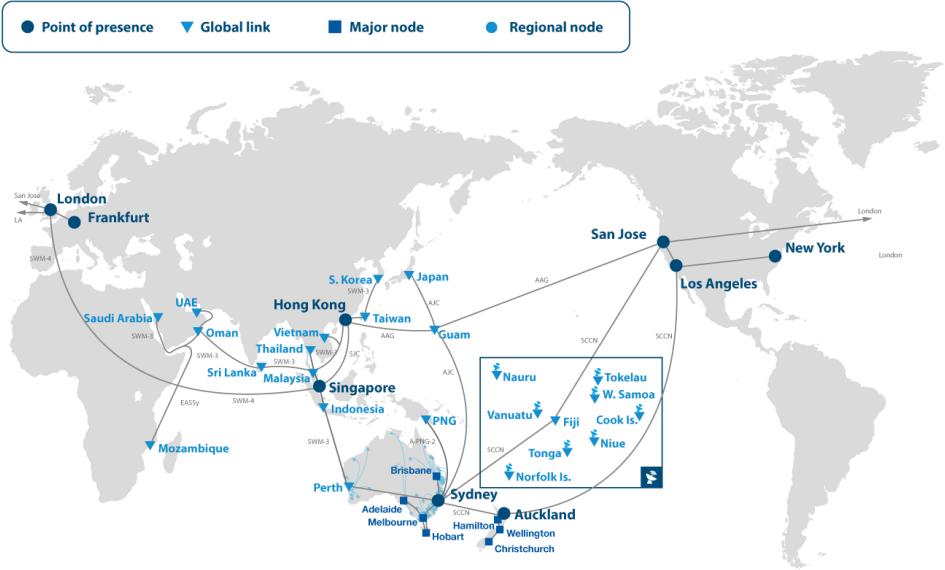 Point of presence
Global link
Major node
Regional node
San Jose
London
Frankfurt
LA
SWM-4
London
San Jose
New York
London
Los Angeles
S. Korea
Japan
SWM-3
AAG
UAE
Saudi Arabia
Hong Kong
AJC
Taiwan
Oman
Vietnam
AAG
Guam
SWM-3
SWM-3
Thailand
SWM-3
SJC
SCCN
SCCN
SWM-3
Sri Lanka
Malaysia
AJC
Singapore
Nauru
Tokelau
W. Samoa
EASSy
SWM-4
Indonesia
PNG
Vanuatu
Fiji
Cook Is.
SWM-3
A-PNG-2
Mozambique
SCCN
Tonga
Niue
Brisbane
Norfolk Is.
Perth
Sydney
Adelaide
SCCN
Auckland
Melbourne
Hamilton
Hobart
Wellington
Christchurch